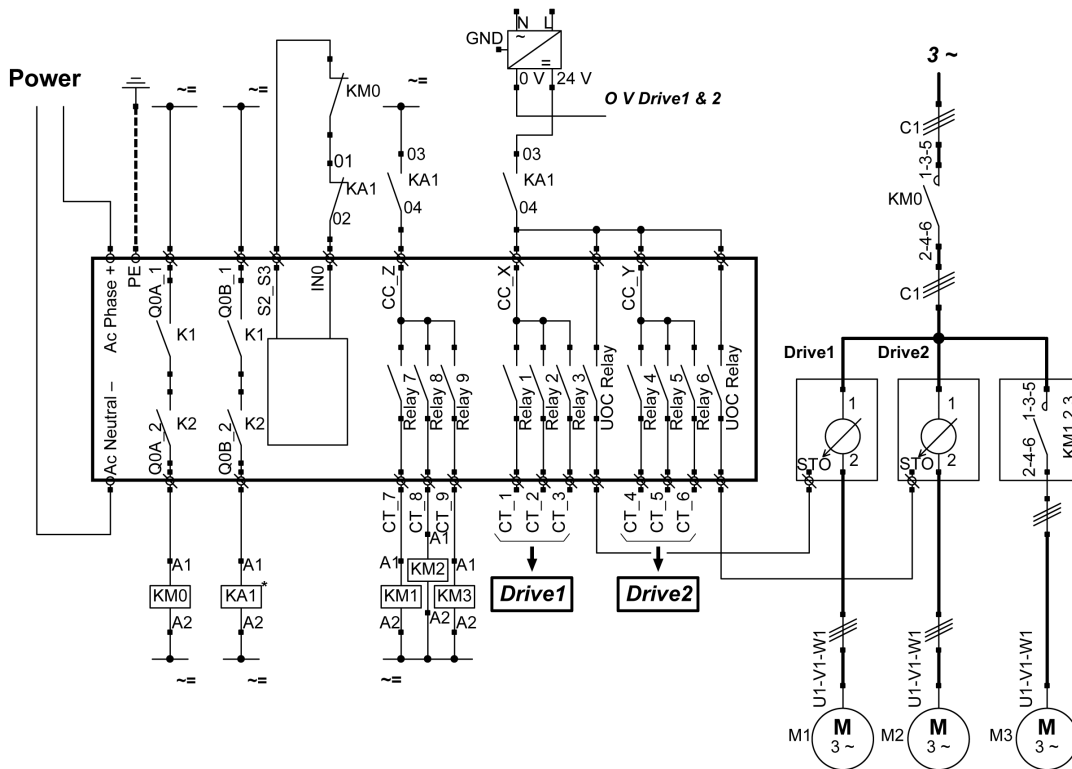 N L
GND
~
=
0 V 24 V
O V Drive1 & 2
Power
~=
~=
~=
KM0
01
KA1
02
03
KA1
04
03
KA1
04
3 ~
C1
1-3-5
KM0
2-4-6
C1
Ac Phase +
PE
Q0A_1
Q0B_1
S2_S3
IN0
CC_Z
CC_X
CC_Y
K1
K1
K2
K2
Relay 7
Relay 8
Relay 9
Relay 1
Relay 2
Relay 3
UOC Relay
Relay 4
Relay 5
Relay 6
UOC Relay
Ac Neutral –
Q0A_2
Q0B_2
Drive1
Drive2
1
2
STO
1
2
STO
1-3-5
2-4-6
KM1,2,3
CT_7
CT_8
CT_9
CT_1
CT_2
CT_3
CT_4
CT_5
CT_6
A1
A1
A1
A1
A1
KM0
KA1*
KM1
KM2
KM3
Drive1
Drive2
A2
A2
A2
A2
A2
~=
~=
~=
U1-V1-W1
U1-V1-W1
U1-V1-W1
M1
M
3 ~
M2
M
3 ~
M3
M
3 ~